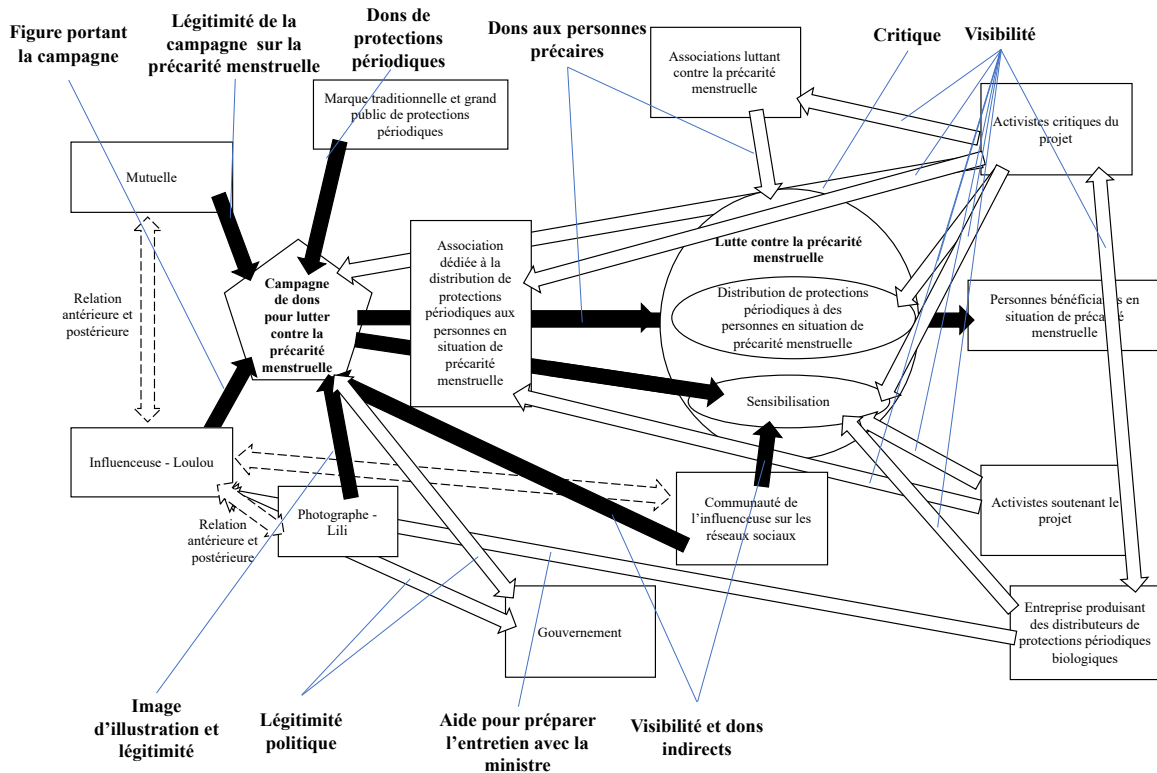 Figure portant
la campagne
Légitimité de la
campagne sur la
précarité menstruelle
Dons de
protections
périodiques
Dons aux personnes
précaires
Critique
Visibilité
Marque traditionnelle et grand
public de protections
périodiques
Associations luttant
contre la précarité
menstruelle
Activistes critiques du
projet
Mutuelle
Relation
antérieure et
postérieure
Campagne
de dons
pour lutter
contre la
précarité
menstruelle
Association
dédiée à la
distribution de
protections
périodiques aux
personnes en
situation de
précarité
menstruelle
Lutte contre la précarité
menstruelle
Distribution de protections
périodiques à des
personnes en situation de
précarité menstruelle
Sensibilisation
Personnes bénéficiaires en
situation de précarité
menstruelle
Influenceuse - Loulou
Relation
antérieure et
postérieure
Photographe -
Lili
Communauté de
l’influenceuse sur les
réseaux sociaux
Activistes soutenant le
projet
Gouvernement
Entreprise produisant
des distributeurs de
protections périodiques
biologiques
Image
d’illustration et
légitimité
Légitimité
politique
Aide pour préparer
l’entretien avec la
ministre
Visibilité et dons
indirects